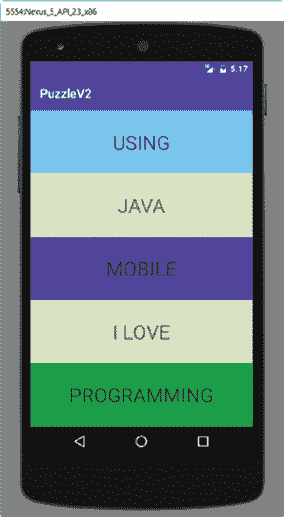 5554:Nexus_5_API_23_x86
5:17
PuzzleV2
USING
JAVA
MOBILE
I LOVE
PROGRAMMING